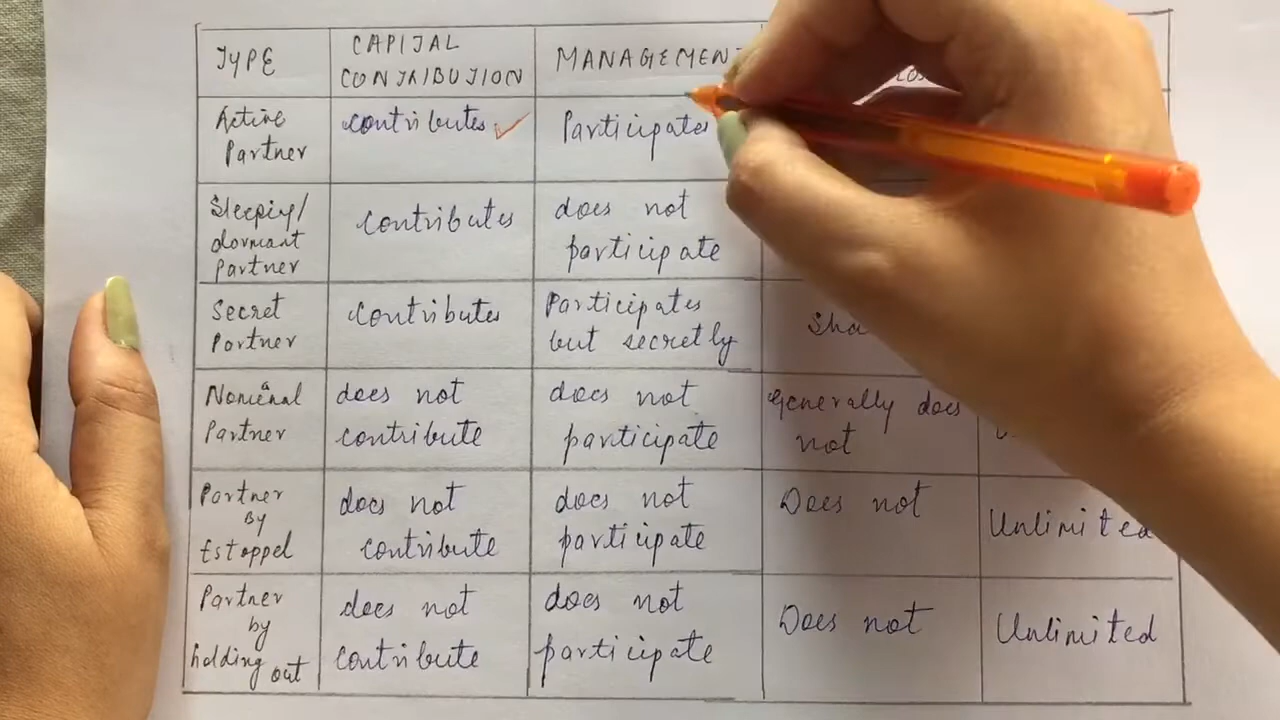 TYPE
CAPITAL
CONTRIBUTION
MANAGEMENT
Active
Partner
contributes
Participates
Sleeping/
dormant
partner
contributes
does not
participate
Secret
Partner
contributes
Participates
but secretly
Sha
Nominal
Partner
does not
contribute
does not
participate
Generally does
not
Partner
By
Estoppel
does not
contribute
does not
participate
Does not
Unlimited
Partner
by
holding out
does not
contribute
does not
participate
Does not
Unlimited